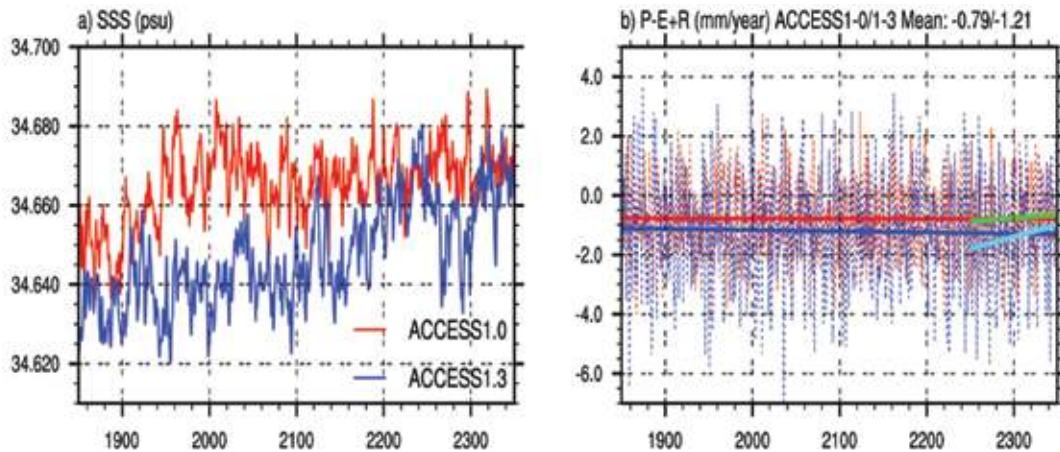 a) SSS (psu)
34.700
34.680
34.660
34.640
34.620
ACCESS1.0
ACCESS1.3
1900 2000 2100 2200 2300
b) P-E+R (mm/year) ACCESS1-0/1-3 Mean: -0.79/-1.21
4.0
2.0
0.0
-2.0
-4.0
-6.0
1900 2000 2100 2200 2300